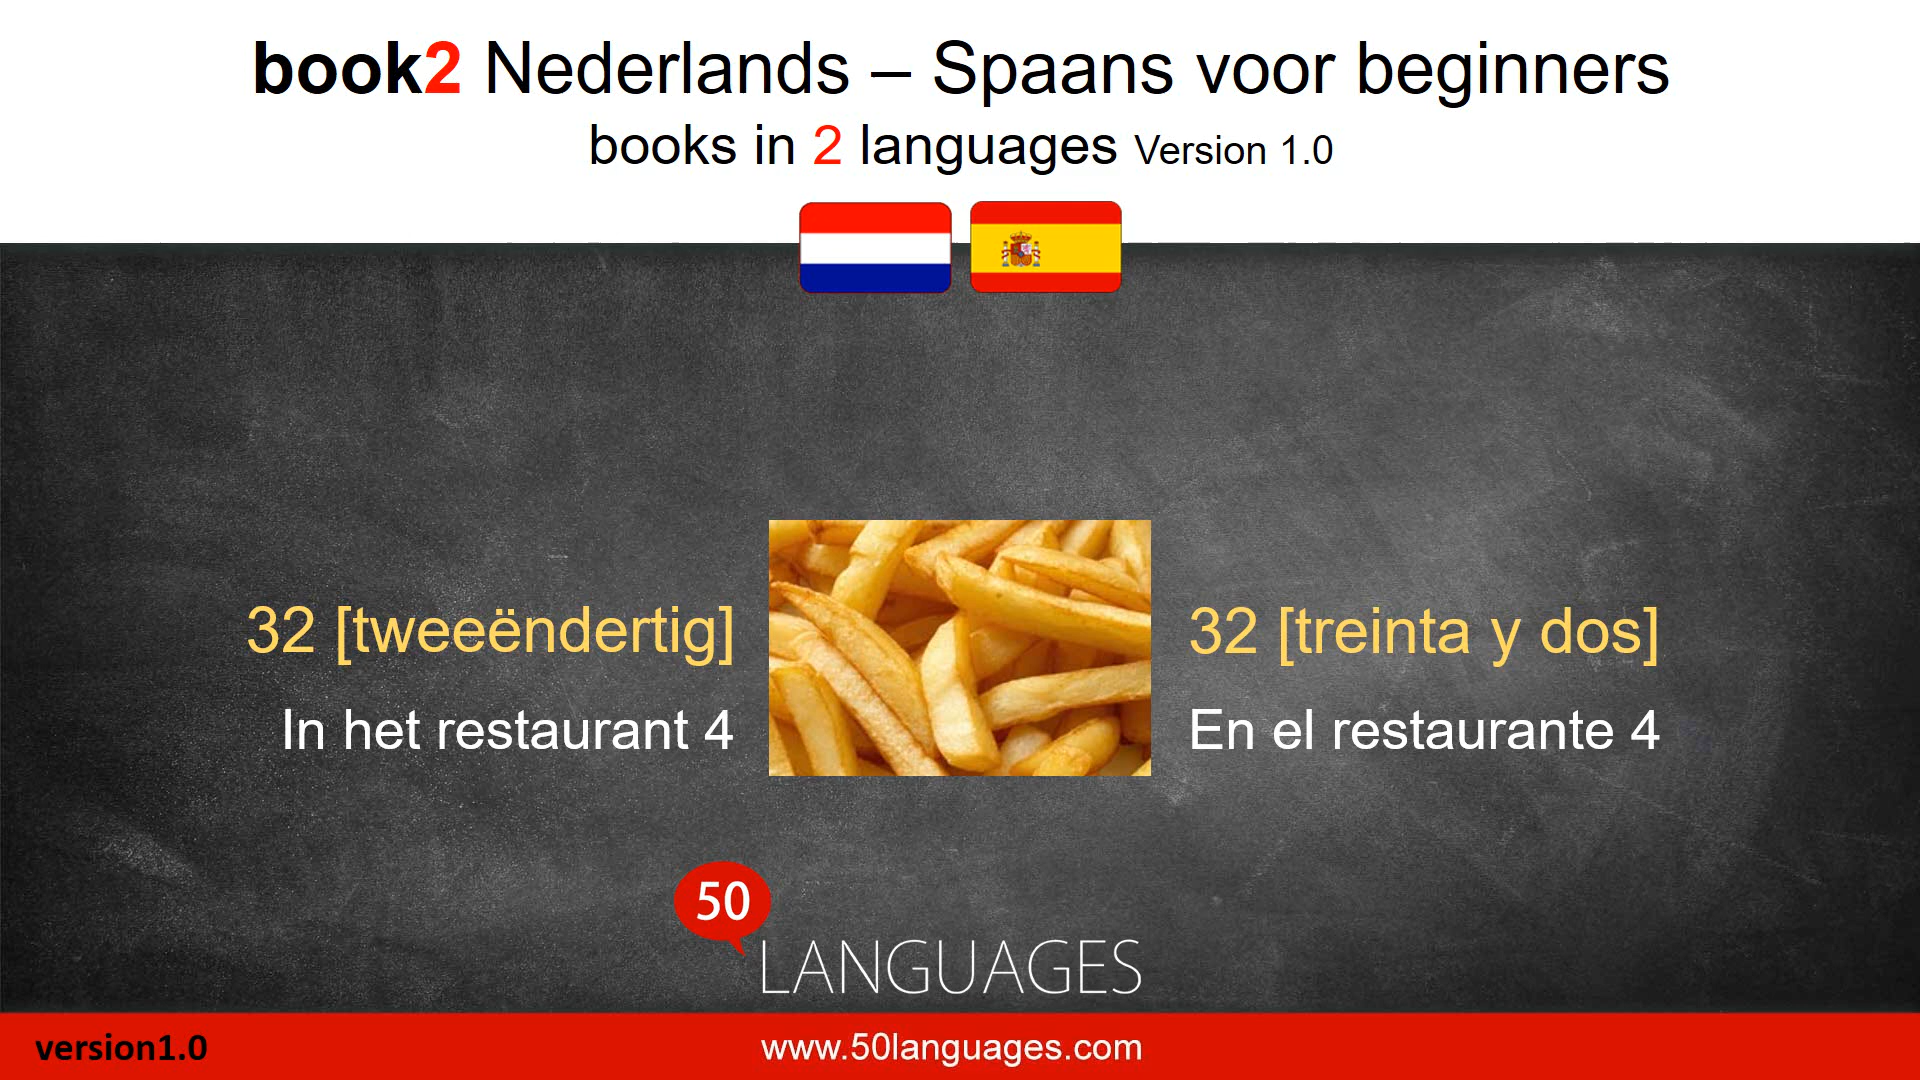 book2 Nederlands – Spaans voor beginners
books in 2 languages Version 1.0
32 [tweeëndertig]
In het restaurant 4
32 [treinta y dos]
En el restaurante 4
50
LANGUAGES
version1.0
www.50languages.com